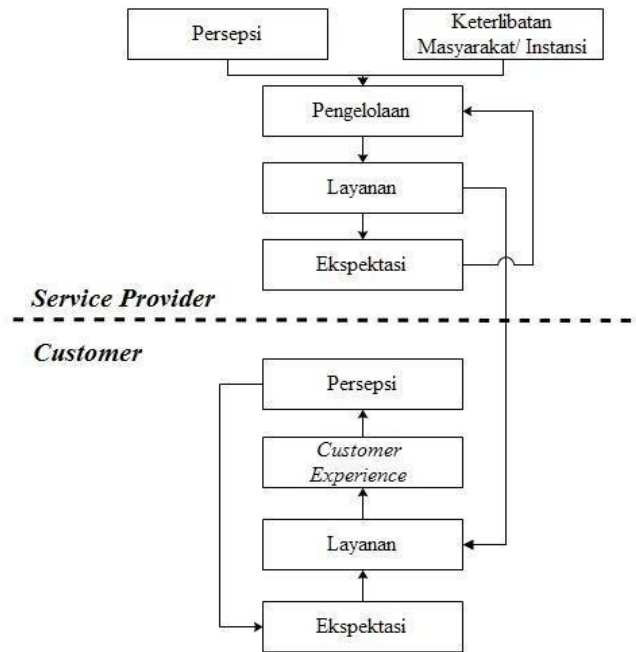 Persepsi
Keterlibatan
Masyarakat/ Instansi
Pengelolaan
Layanan
Ekspektasi
Service Provider
Customer
Persepsi
Customer
Experience
Layanan
Ekspektasi